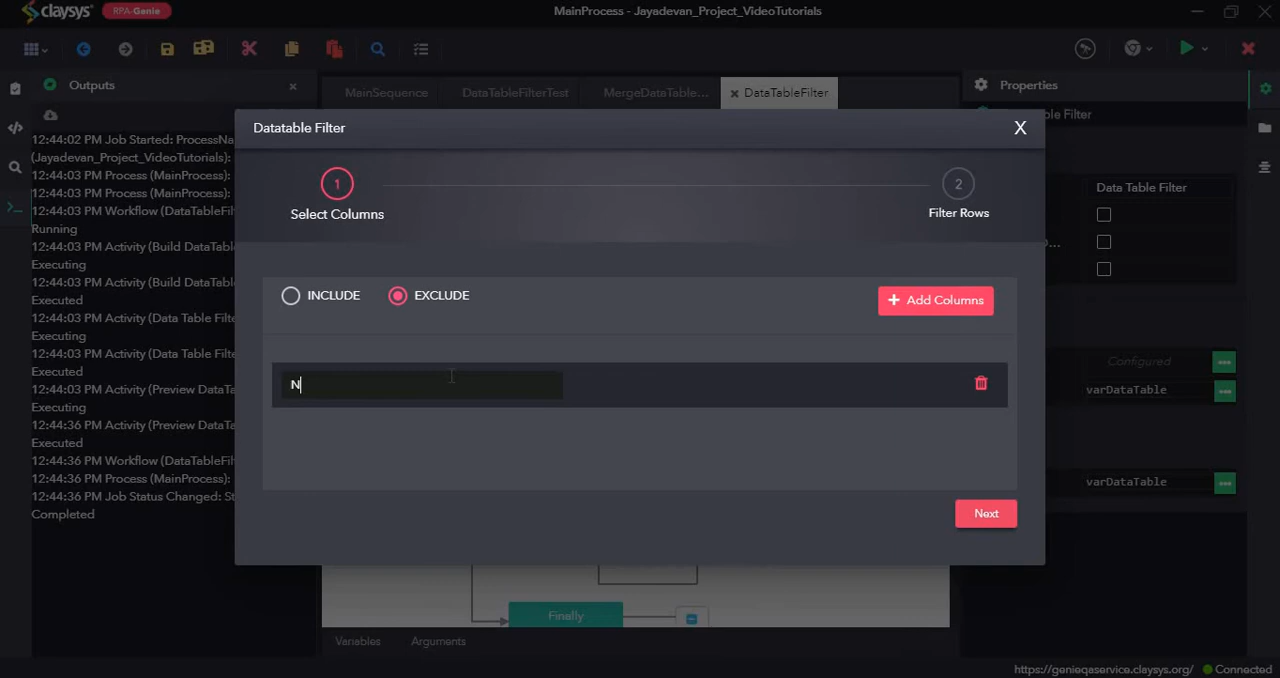 claysys
RPA-Genie
MainProcess - Jayadevan_Project_VideoTutorials
Outputs
MainSequence
DataTableFilterTest
MergeDataTable...
DataTableFilter
Properties
le Filter
12:44:02 PM Job Started: ProcessNa
(Jayadevan_Project_VideoTutorials):
12:44:03 PM Process (MainProcess):
12:44:03 PM Process (MainProcess):
12:44:03 PM Workflow (DataTableFilt
Running
12:44:03 PM Activity (Build DataTabl
Executing
12:44:03 PM Activity (Build DataTabl
Executed
12:44:03 PM Activity (Data Table Filte
Executing
12:44:03 PM Activity (Data Table Filte
Executed
12:44:03 PM Activity (Preview DataTa
Executing
12:44:36 PM Activity (Preview DataTa
Executed
12:44:36 PM Workflow (DataTableFilt
12:44:36 PM Process (MainProcess):
12:44:36 PM Job Status Changed: St
Completed
Datatable Filter
X
1
Select Columns
2
Filter Rows
INCLUDE
EXCLUDE
+ Add Columns
N
Next
Data Table Filter
...
Configured
varDataTable
varDataTable
Finally
Variables
Arguments
https://genieqaservice.claysys.org/
Connected